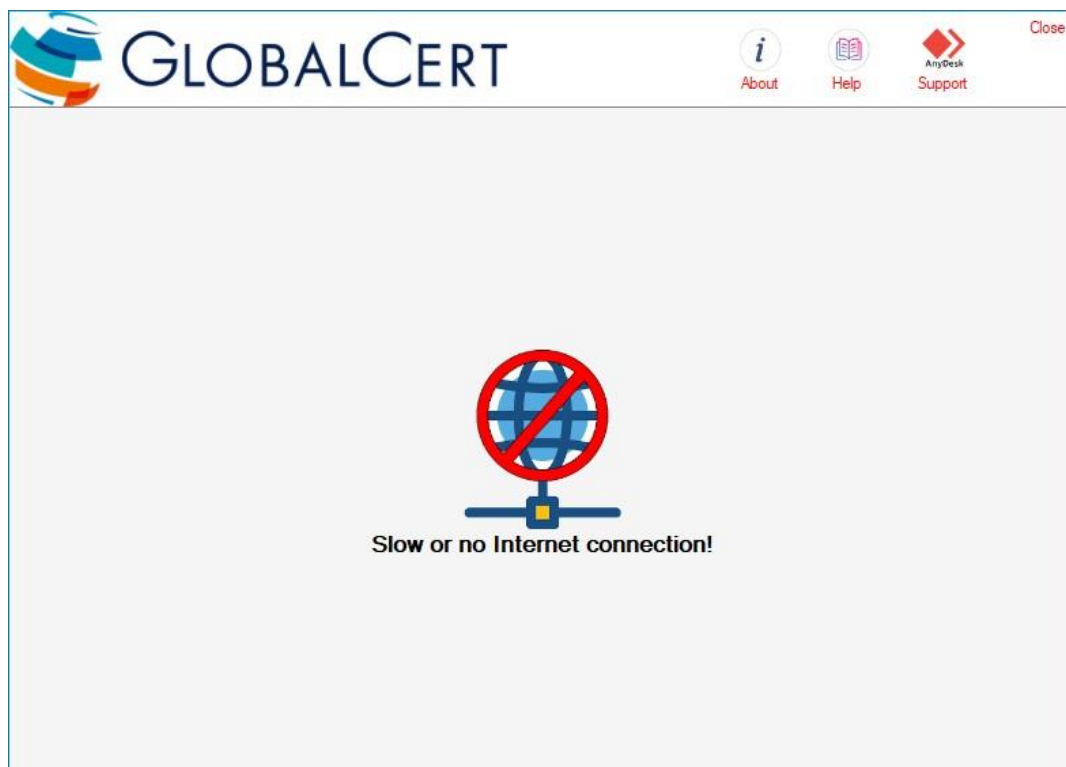 GLOBALCERT
i
AnyDesk
Close
About
Help
Support
Slow or no Internet connection!